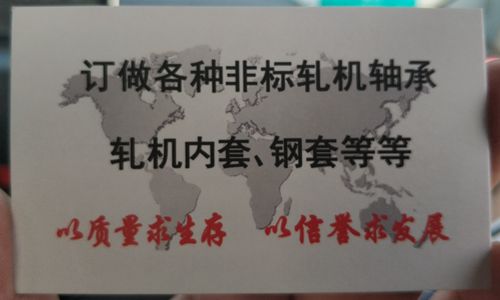 订做各种非标轧机轴承
轧机内套、钢套等等
以质量求生存 以信誉求发展